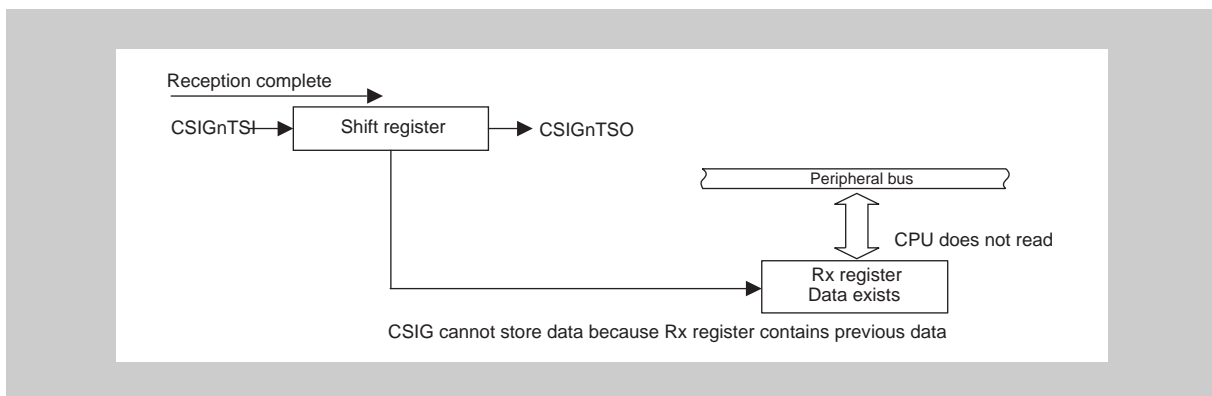 Reception complete
CSIGnTSI
Shift register
CSIGnTSO
Peripheral bus
CPU does not read
Rx register
Data exists
CSIG cannot store data because Rx register contains previous data